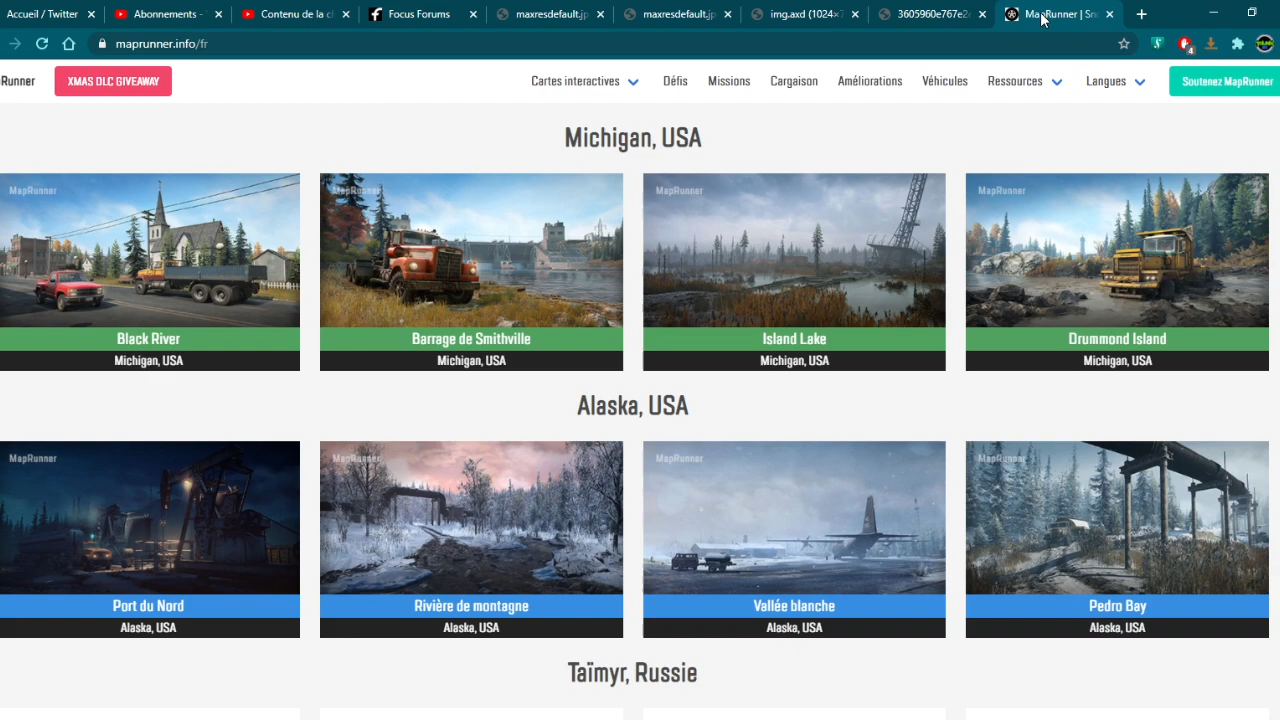 Accueil / Twitter
Abonnements -
Contenu de la c
Focus Forums
maxresdefault.jp
maxresdefault.jp
img.axd (1024×7
3605960e767e2
MapRunner | Sn
maprunner.info/fr
4
Runner
XMAS DLC GIVEAWAY
Cartes interactives
Défis
Missions
Cargaison
Améliorations
Véhicules
Ressources
Langues
Soutenez MapRunner
Michigan, USA
MapRunner
MapRunner
MapRunner
MapRunner
Black River
Barrage de Smithville
Island Lake
Drummond Island
Michigan, USA
Michigan, USA
Michigan, USA
Michigan, USA
Alaska, USA
MapRunner
MapRunner
MapRunner
MapRunner
Port du Nord
Rivière de montagne
Vallée blanche
Pedro Bay
Alaska, USA
Alaska, USA
Alaska, USA
Alaska, USA
Taïmyr, Russie